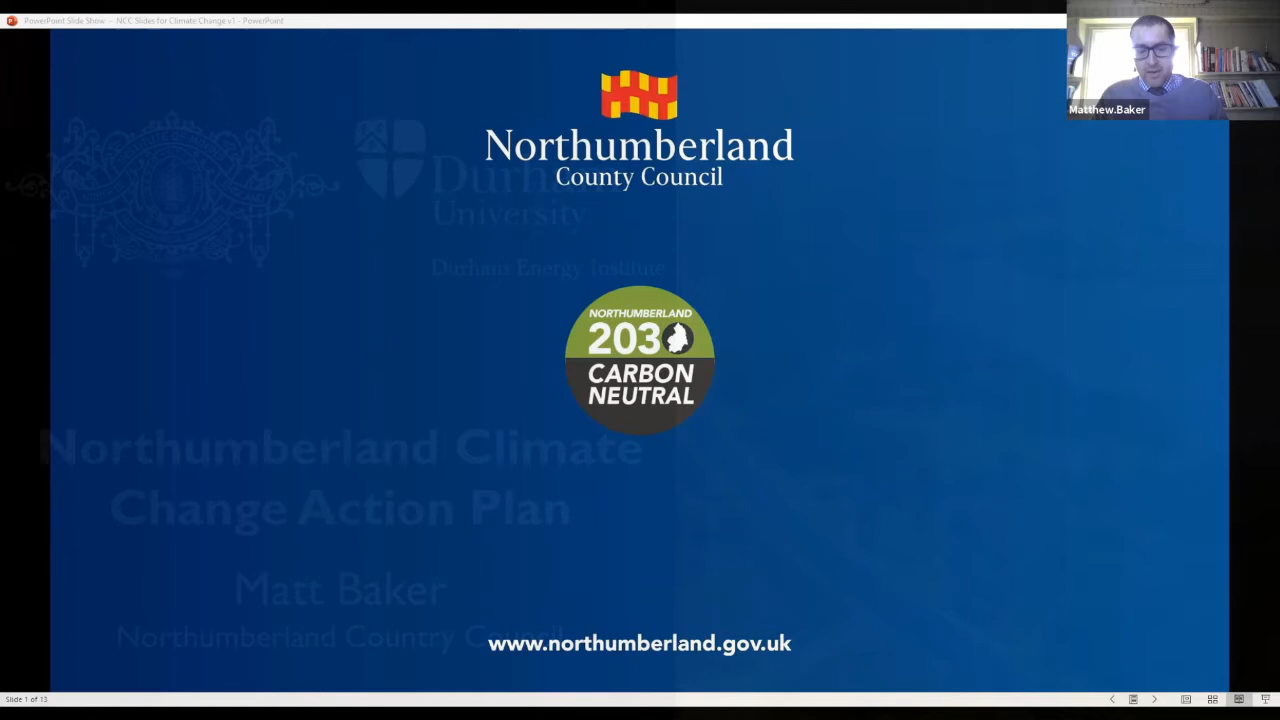 PowerPoint Slide Show - NCC Slides for Climate Change v1 - PowerPoint
Matthew.Baker
Northumberland
County Council
Durham
University
Durham Energy Institute
NORTHUMBERLAND
2030
CARBON
NEUTRAL
Northumberland Climate
Change Action Plan
Matt Baker
Northumberland Country Council
www.northumberland.gov.uk
Slide 1 of 13